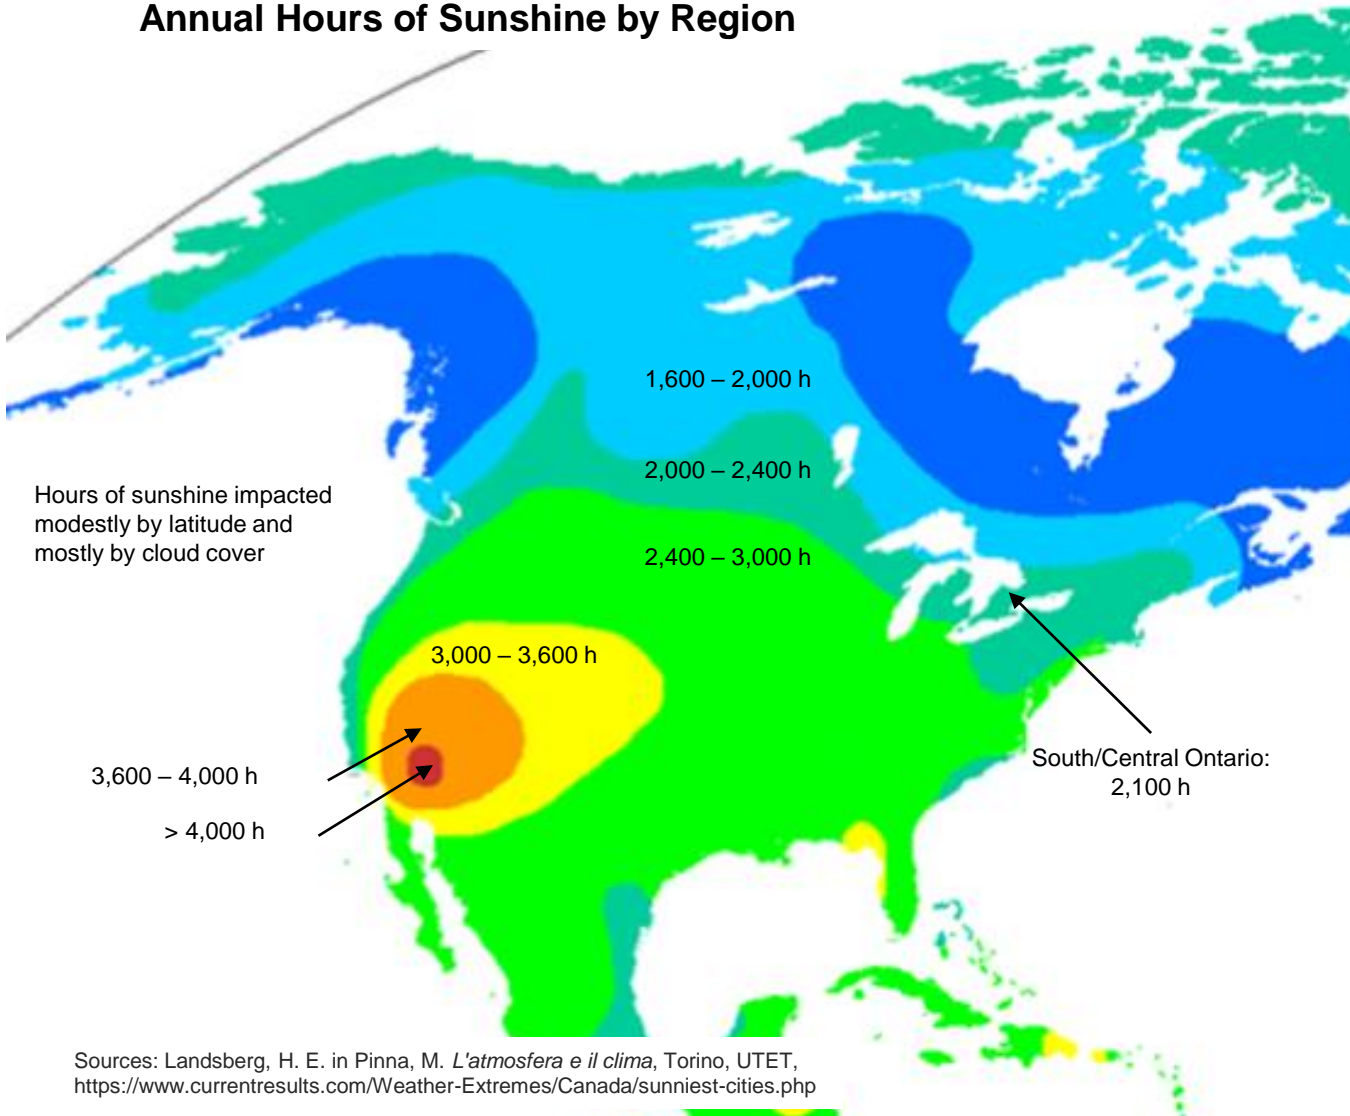 Annual Hours of Sunshine by Region
1,600 – 2,000 h
2,000 – 2,400 h
Hours of sunshine impacted
modestly by latitude and
mostly by cloud cover
2,400 – 3,000 h
3,000 – 3,600 h
3,600 – 4,000 h
> 4,000 h
South/Central Ontario:
2,100 h
Sources: Landsberg, H. E. in Pinna, M. L'atmosfera e il clima, Torino, UTET,
https://www.currentresults.com/Weather-Extremes/Canada/sunniest-cities.php